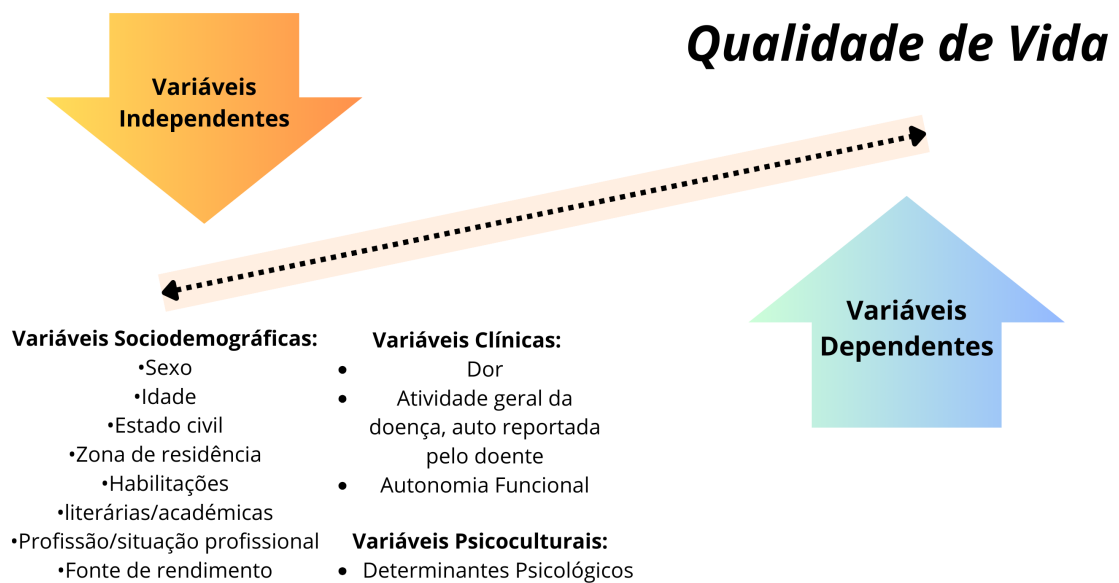 Qualidade de Vida
Variáveis
Independentes
Variáveis
Dependentes
Variáveis Sociodemográficas:
•Sexo
•Idade
•Estado civil
•Zona de residência
•Habilitações
•literárias/académicas
•Profissão/situação profissional
•Fonte de rendimento
Variáveis Clínicas:
• Dor
• Atividade geral da
doença, auto reportada
pelo doente
• Autonomia Funcional
Variáveis Psicoculturais:
• Determinantes Psicológicos